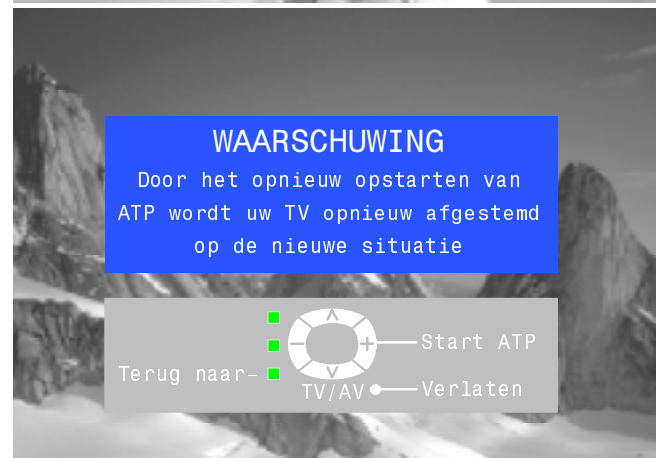 WAARSCHUWING
Door het opnieuw opstarten van
ATP wordt uw TV opnieuw afgestemd
op de nieuwe situatie
Start ATP
Terug naar-
TV/AV Verlaten